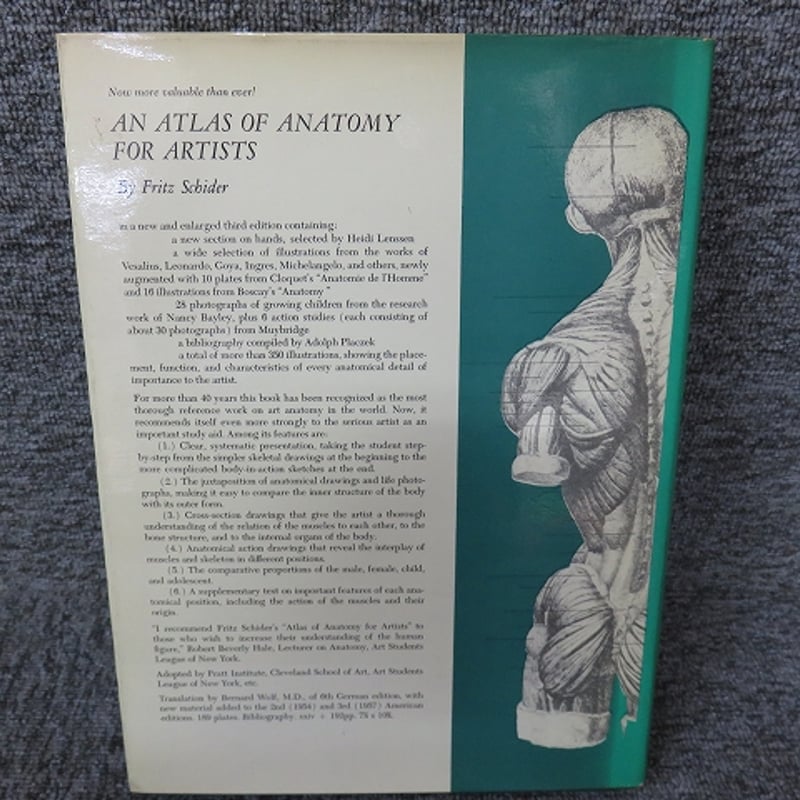 Now more valuable than ever!
AN ATLAS OF ANATOMY
FOR ARTISTS
By Fritz Schider
in a new and enlarged third edition containing:
a new section on hands, selected by Heidi Lenssen
a wide selection of illustrations from the works of
Vesalius, Leonardo, Goya, Ingres, Michelangelo, and others, newly
augmented with 10 plates from Cloquet's "Anatomie de l'Homme"
and 16 illustrations from Boscay's "Anatomy"
28 photographs of growing children from the research
work of Nancy Bayley, plus 6 action studies (each consisting of
about 30 photographs) from Muybridge
a bibliography compiled by Adolph Placzek
a total of more than 350 illustrations, showing the place-
ment, function, and characteristics of every anatomical detail of
importance to the artist.
For more than 40 years this book has been recognized as the most
thorough reference work on art anatomy in the world. Now, it
recommends itself even more strongly to the serious artist as an
important study aid. Among its features are:
(1.) Clear, systematic presentation, taking the student step-
by-step from the simpler skeletal drawings at the beginning to the
more complicated body-in-action sketches at the end.
(2.) The juxtaposition of anatomical drawings and life photo-
graphs, making it easy to compare the inner structure of the body
with its outer form.
(3.) Cross-section drawings that give the artist a thorough
understanding of the relation of the muscles to each other, to the
bone structure, and to the internal organs of the body.
(4.) Anatomical action drawings that reveal the interplay of
muscles and skeleton in different positions.
(5.) The comparative proportions of the male, female, child,
and adolescent.
(6.) A supplementary text on important features of each ana-
tomical position, including the action of the muscles and their
origin.
"I recommend Fritz Schider's "Atlas of Anatomy for Artists" to
those who wish to increase their understanding of the human
figure," Robert Beverly Hale, Lecturer on Anatomy, Art Students
League of New York.
Adopted by Pratt Institute, Cleveland School of Art, Art Students
League of New York, etc.
Translation by Bernard Wolf, M.D., of 6th German edition, with
new material added to the 2nd (1954) and 3rd (1957) American
editions. 189 plates. Bibliography. xxiv + 192pp. 7⅞ x 10¾.